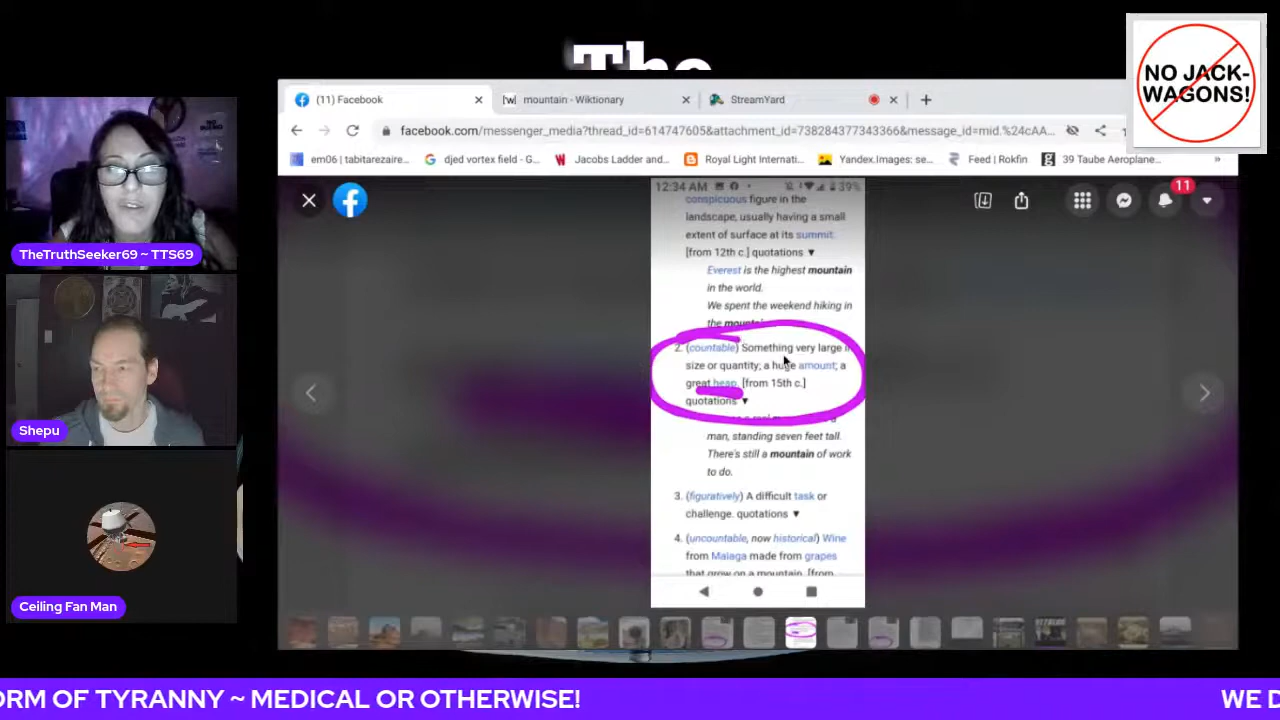 The
NO JACK-
WAGONS!
(11) Facebook
mountain - Wiktionary
StreamYard
facebook.com/messenger_media?thread_id=614747605&attachment_id=738284377343366&message_id=mid.%24cAA...
em06 | tabitarezaire...
djed vortex field - G...
Jacobs Ladder and...
Royal Light Internati...
Yandex.Images: se...
Feed | Rokfin
39 Taube Aeroplane...
»
11
12:34 AM
39%
conspicuous figure in the
landscape, usually having a small
extent of surface at its summit.
[from 12th c.] quotations ▼
Everest is the highest mountain
in the world.
We spent the weekend hiking in
the
2. (countable) Something very large in
size or quantity; a huge amount; a
great heap. [from 15th c.]
quotations ▼
man, standing seven feet tall.
There's still a mountain of work
to do.
3. (figuratively) A difficult task or
challenge. quotations ▼
4. (uncountable, now historical) Wine
from Malaga made from grapes
that grow on a mountain. [from
TheTruthSeeker69 ~ TTS69
Shepu
Ceiling Fan Man
ORM OF TYRANNY ~ MEDICAL OR OTHERWISE!
WE D